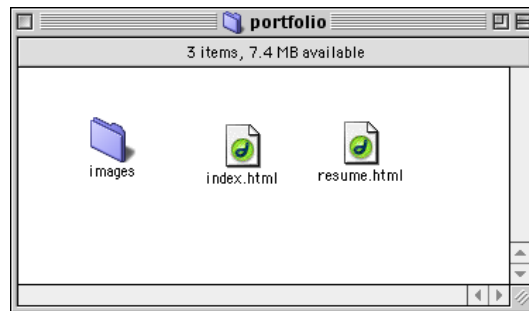 portfolio
3 items, 7.4 MB available
images
index.html
resume.html